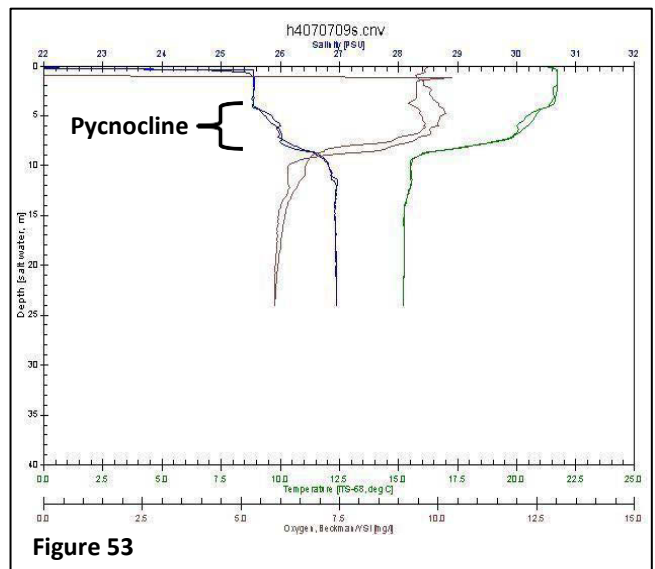 h4070709s.cnv
Salinity [PSU]
22 23 24 25 26 27 28 29 30 31 32
0
5
Pycnocline
10
15
Depth [salt water, m]
20
25
30
35
40
0.0 2.5 5.0 7.5 10.0 12.5 15.0 17.5 20.0 22.5 25.0
Temperature [ITS-68, deg C]
0.0 2.5 5.0 7.5 10.0 12.5 15.0
Oxygen, Beckman/YSI [mg/l]
Figure 53